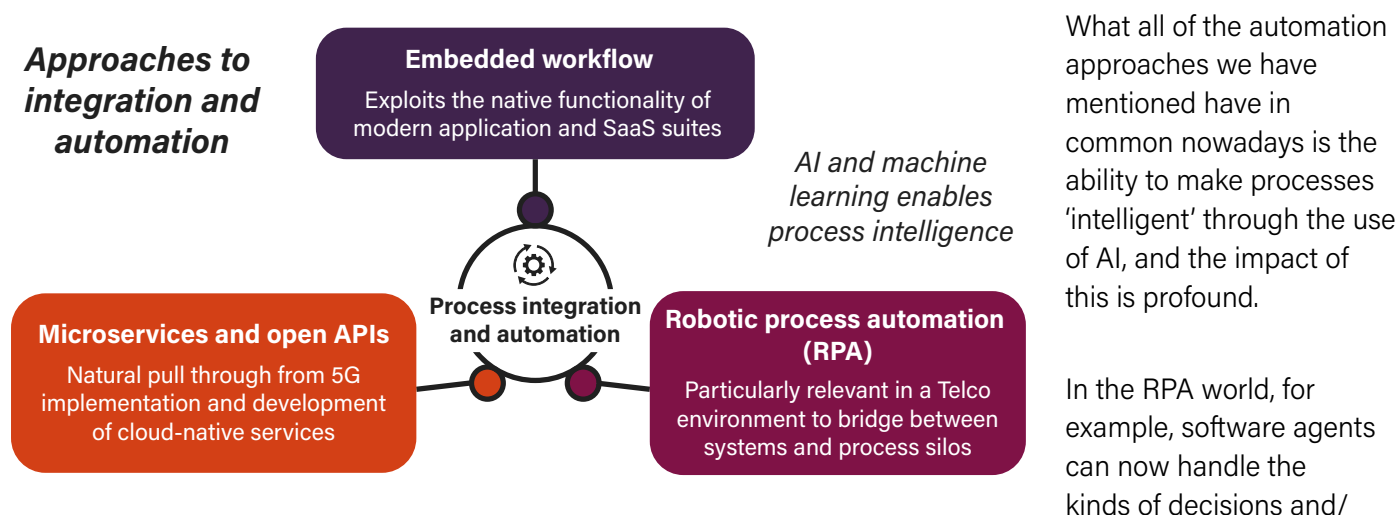 Approaches to
integration and
automation
Embedded workflow
Exploits the native functionality of
modern application and SaaS suites
AI and machine
learning enables
process intelligence
Process integration
and automation
Microservices and open APIs
Natural pull through from 5G
implementation and development
of cloud-native services
Robotic process automation
(RPA)
Particularly relevant in a Telco
environment to bridge between
systems and process silos
What all of the automation
approaches we have
mentioned have in
common nowadays is the
ability to make processes
‘intelligent’ through the use
of AI, and the impact of
this is profound.
In the RPA world, for
example, software agents
can now handle the
kinds of decisions and/